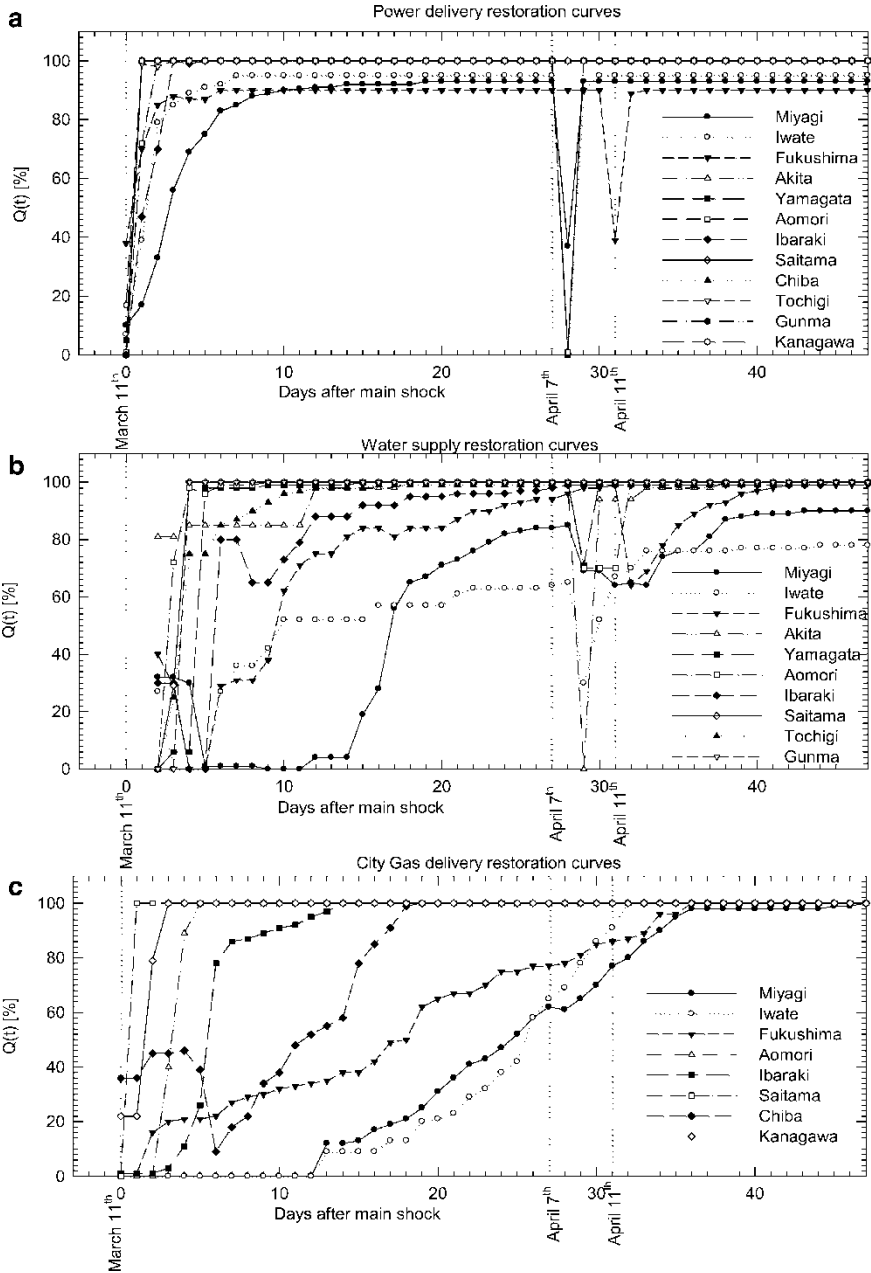 a
Power delivery restoration curves
100
80
60
40
20
0
Q(t) [%]
Miyagi
Iwate
Fukushima
Akita
Yamagata
Aomori
Ibaraki
Saitama
Chiba
Tochigi
Gunma
Kanagawa
0 20 30 40
Days after main shock
March 11th
April 7th
April 11th
b
Water supply restoration curves
100
80
60
40
20
0
Q(t) [%]
Miyagi
Iwate
Fukushima
Akita
Yamagata
Aomori
Ibaraki
Saitama
Tochigi
Gunma
0 10 20 30 40
Days after main shock
March 11th
April 7th
April 11th
c
City Gas delivery restoration curves
100
80
60
40
20
0
Q(t) [%]
Miyagi
Iwate
Fukushima
Aomori
Ibaraki
Saitama
Chiba
Kanagawa
0 10 20 30 40
Days after main shock
March 11th
April 7th
April 11th